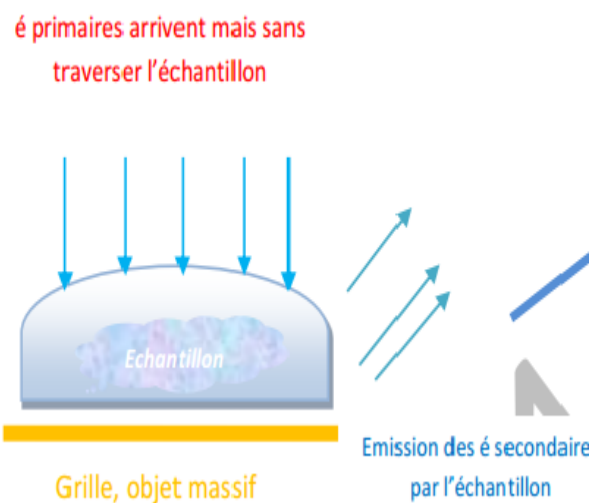 é primaires arrivent mais sans
traverser l'échantillon
Echantillon
Emission des é secondaire
par l'échantillon
Grille, objet massif